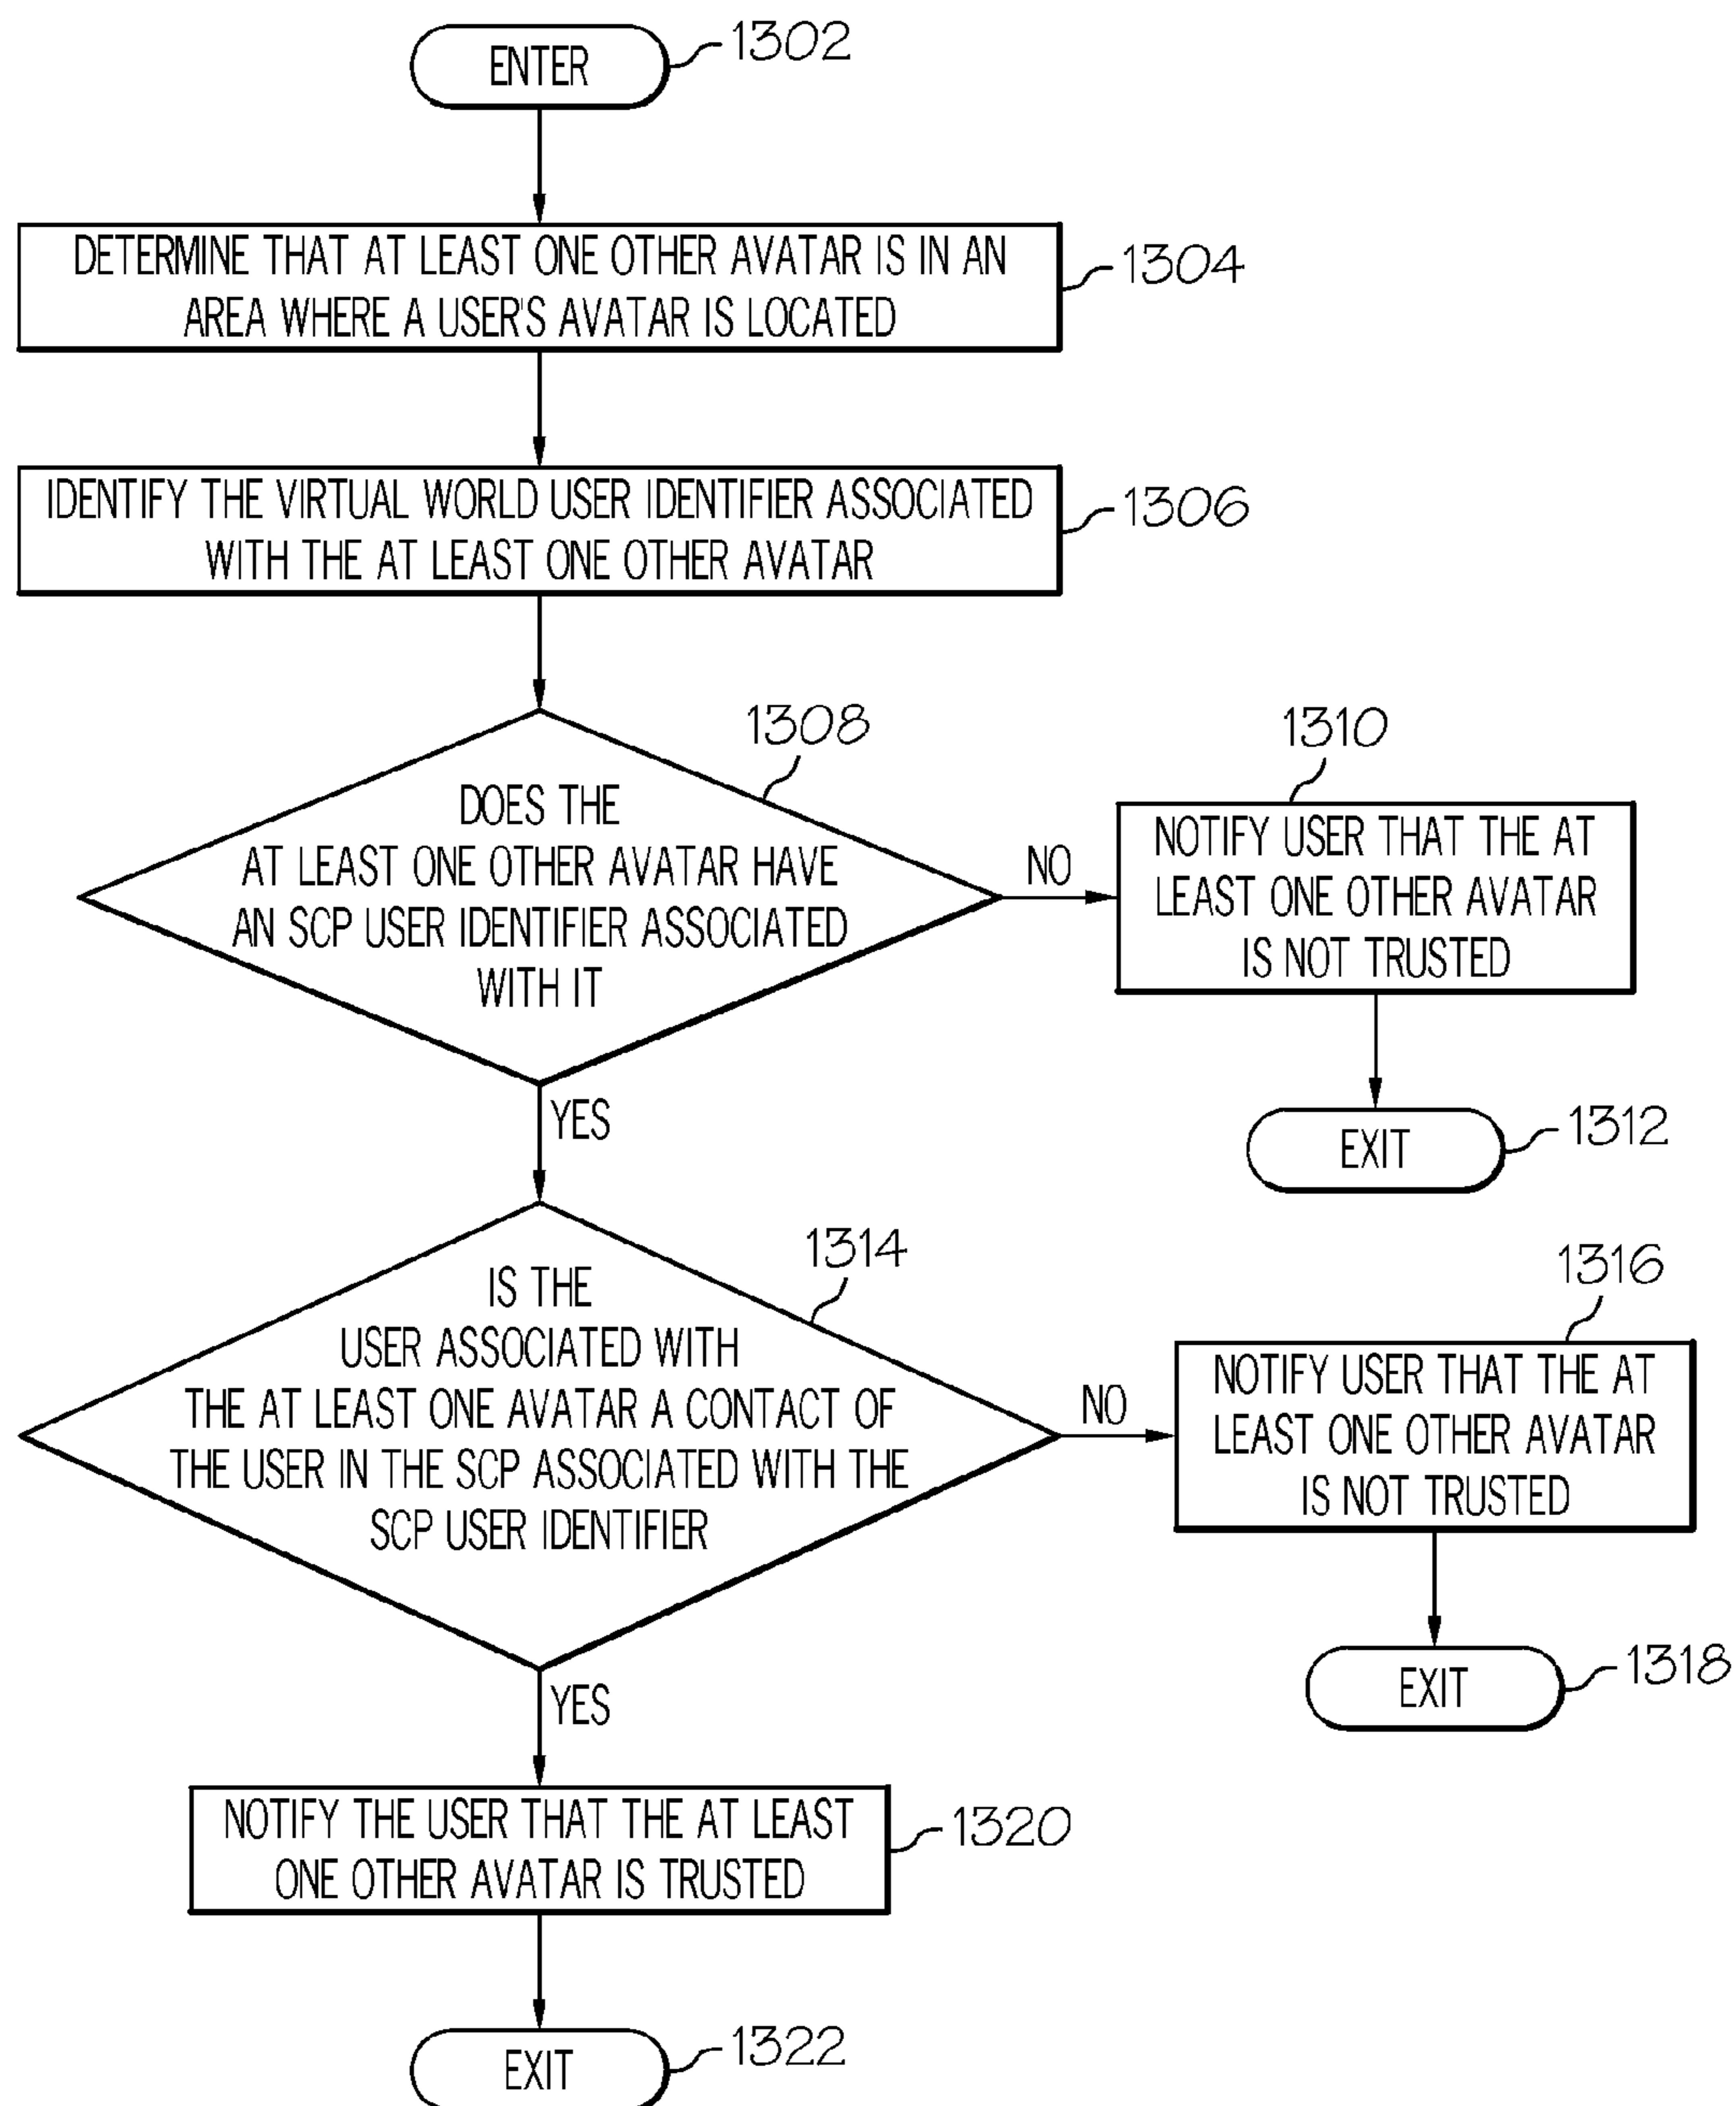 ENTER
1302
DETERMINE THAT AT LEAST ONE OTHER AVATAR IS IN AN
AREA WHERE A USER'S AVATAR IS LOCATED
1304
IDENTIFY THE VIRTUAL WORLD USER IDENTIFIER ASSOCIATED
WITH THE AT LEAST ONE OTHER AVATAR
1306
1308
DOES THE
AT LEAST ONE OTHER AVATAR HAVE
AN SCP USER IDENTIFIER ASSOCIATED
WITH IT
NO
1310
NOTIFY USER THAT THE AT
LEAST ONE OTHER AVATAR
IS NOT TRUSTED
EXIT
1312
YES
1314
IS THE
USER ASSOCIATED WITH
THE AT LEAST ONE AVATAR A CONTACT OF
THE USER IN THE SCP ASSOCIATED WITH THE
SCP USER IDENTIFIER
NO
1316
NOTIFY USER THAT THE AT
LEAST ONE OTHER AVATAR
IS NOT TRUSTED
EXIT
1318
YES
NOTIFY THE USER THAT THE AT LEAST
ONE OTHER AVATAR IS TRUSTED
1320
EXIT
1322